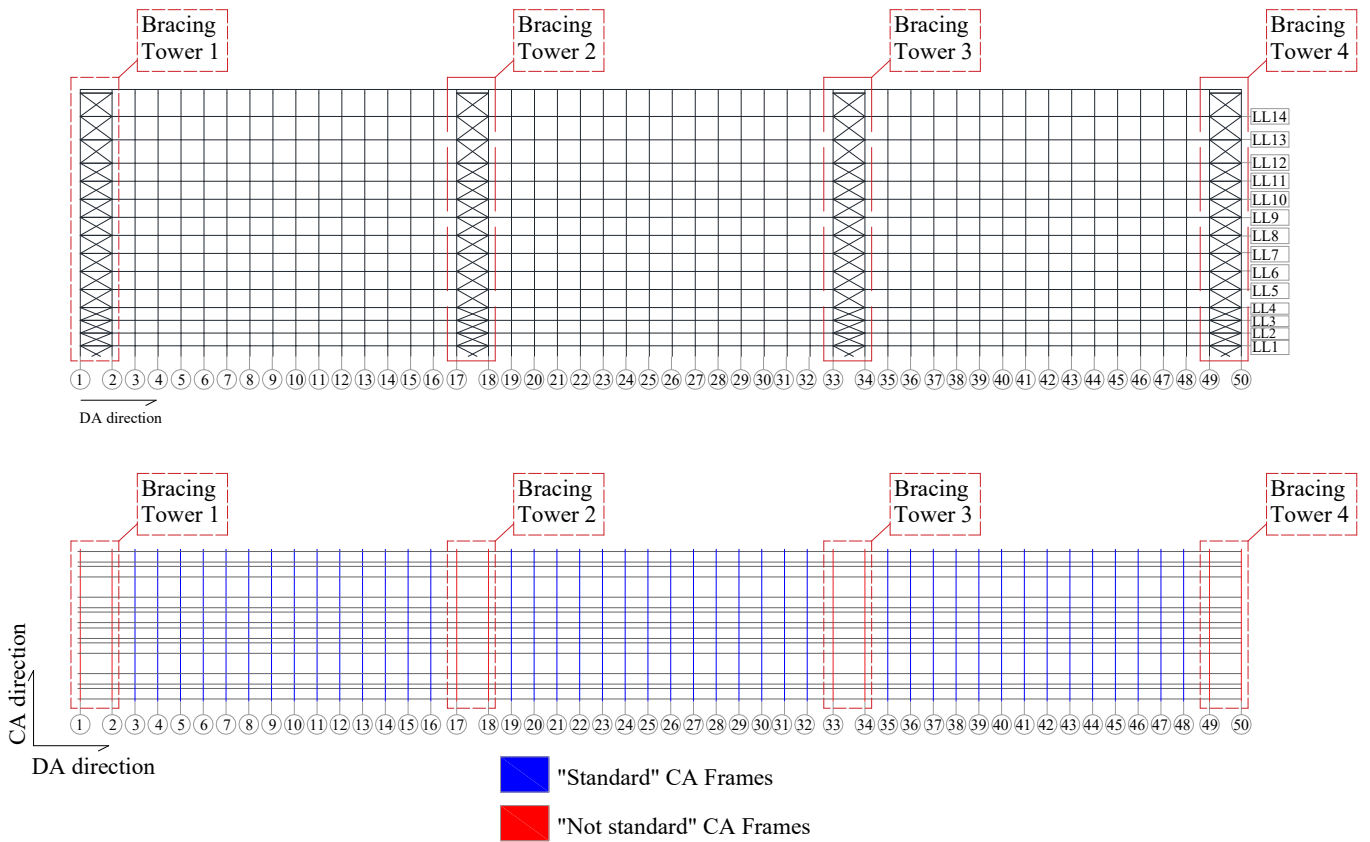 Bracing
Tower 1
Bracing
Tower 2
Bracing
Tower 3
Bracing
Tower 4
LL14
LL13
LL12
LL11
LL10
LL9
LL8
LL7
LL6
LL5
LL4
LL3
LL2
LL1
1 2 3 4 5 6 7 8 9 10 11 12 13 14 15 16 17 18 19 20 21 22 23 24 25 26 27 28 29 30 31 32 33 34 35 36 37 38 39 40 41 42 43 44 45 46 47 48 49 50
DA direction
Bracing
Tower 1
Bracing
Tower 2
Bracing
Tower 3
Bracing
Tower 4
CA direction
1 2 3 4 5 6 7 8 9 10 11 12 13 14 15 16 17 18 19 20 21 22 23 24 25 26 27 28 29 30 31 32 33 34 35 36 37 38 39 40 41 42 43 44 45 46 47 48 49 50
DA direction
"Standard" CA Frames
"Not standard" CA Frames